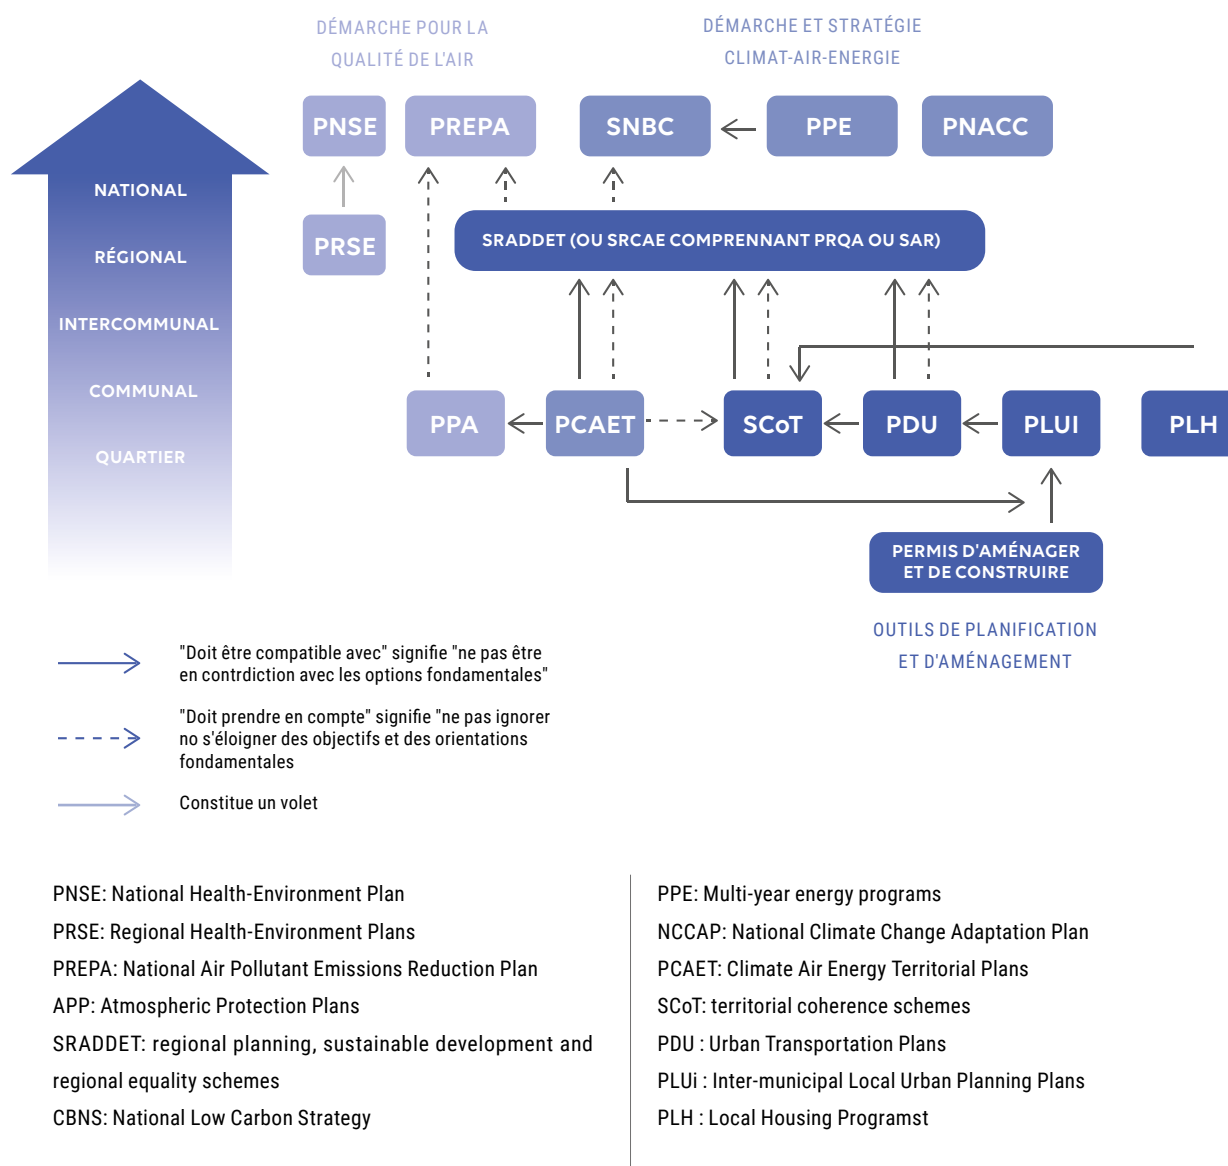 DÉMARCHE POUR LA
QUALITÉ DE L'AIR
DÉMARCHE ET STRATÉGIE
CLIMAT-AIR-ENERGIE
PNSE
PREPA
SNBC
PPE
PNACC
NATIONAL
RÉGIONAL
INTERCOMMUNAL
COMMUNAL
QUARTIER
PRSE
SRADDET (OU SRCAE COMPRENNANT PRQA OU SAR)
PPA
PCAET
SCoT
PDU
PLUI
PLH
PERMIS D'AMÉNAGER
ET DE CONSTRUIRE
OUTILS DE PLANIFICATION
ET D'AMÉNAGEMENT
"Doit être compatible avec" signifie "ne pas être
en contrdiction avec les options fondamentales"
"Doit prendre en compte" signifie "ne pas ignorer
no s'éloigner des objectifs et des orientations
fondamentales
Constitue un volet
PNSE: National Health-Environment Plan
PRSE: Regional Health-Environment Plans
PREPA: National Air Pollutant Emissions Reduction Plan
APP: Atmospheric Protection Plans
SRADDET: regional planning, sustainable development and
regional equality schemes
CBNS: National Low Carbon Strategy
PPE: Multi-year energy programs
NCCAP: National Climate Change Adaptation Plan
PCAET: Climate Air Energy Territorial Plans
SCoT: territorial coherence schemes
PDU : Urban Transportation Plans
PLUi : Inter-municipal Local Urban Planning Plans
PLH : Local Housing Programst